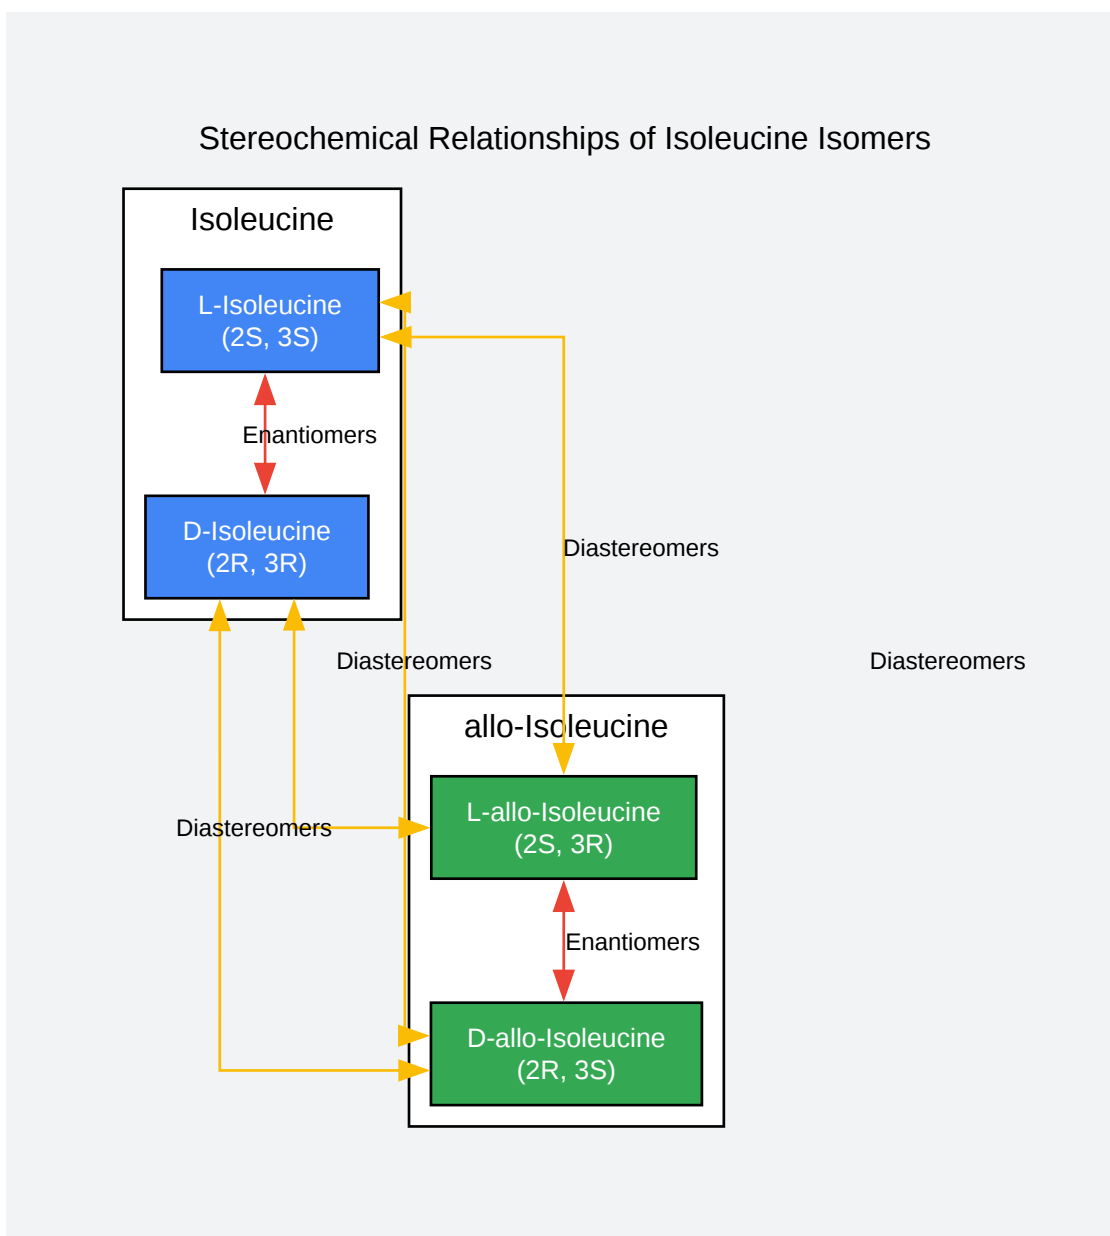 Stereochemical Relationships of Isoleucine Isomers
Isoleucine
L-Isoleucine
(2S, 3S)
Enantiomers
D-Isoleucine
(2R, 3R)
Diastereomers
Diastereomers
Diastereomers
allo-Isoleucine
L-allo-Isoleucine
(2S, 3R)
Diastereomers
Enantiomers
D-allo-Isoleucine
(2R, 3S)